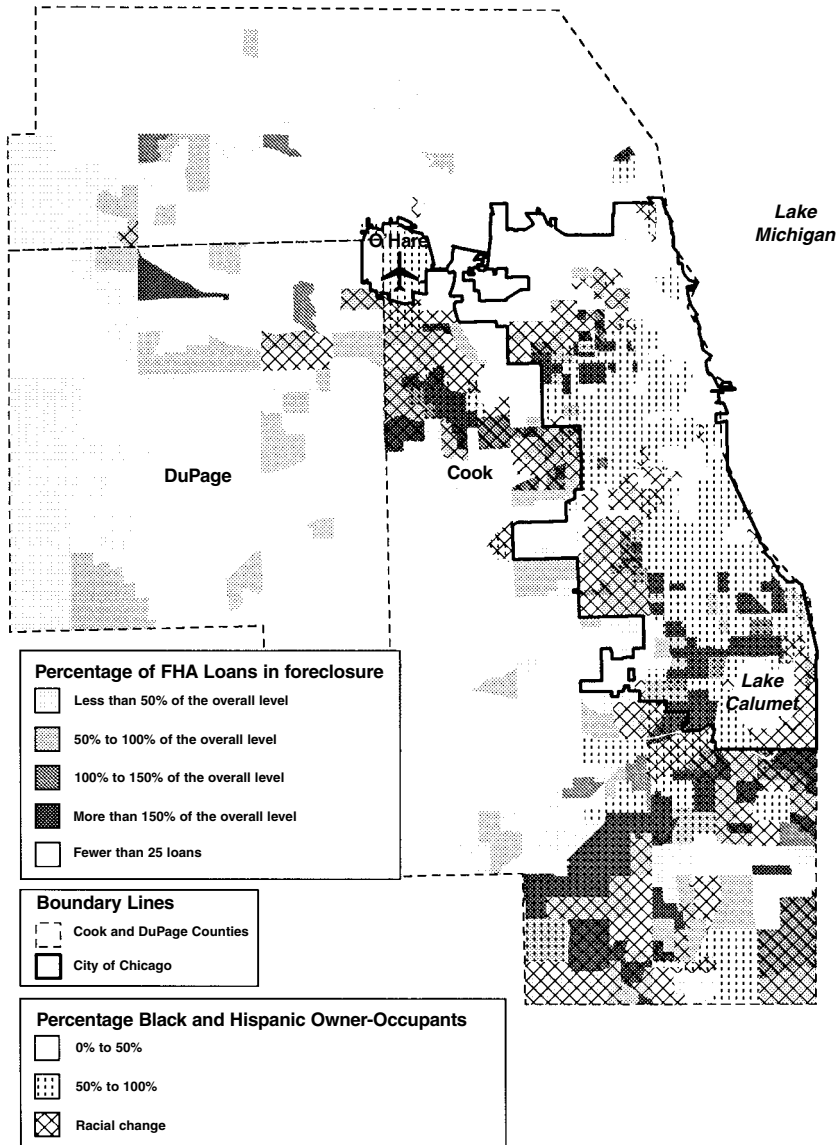 Lake
Michigan
O'Hare
DuPage
Cook
Lake
Calumet
Percentage of FHA Loans in foreclosure
Less than 50% of the overall level
50% to 100% of the overall level
100% to 150% of the overall level
More than 150% of the overall level
Fewer than 25 loans
Boundary Lines
Cook and DuPage Counties
City of Chicago
Percentage Black and Hispanic Owner-Occupants
0% to 50%
50% to 100%
Racial change